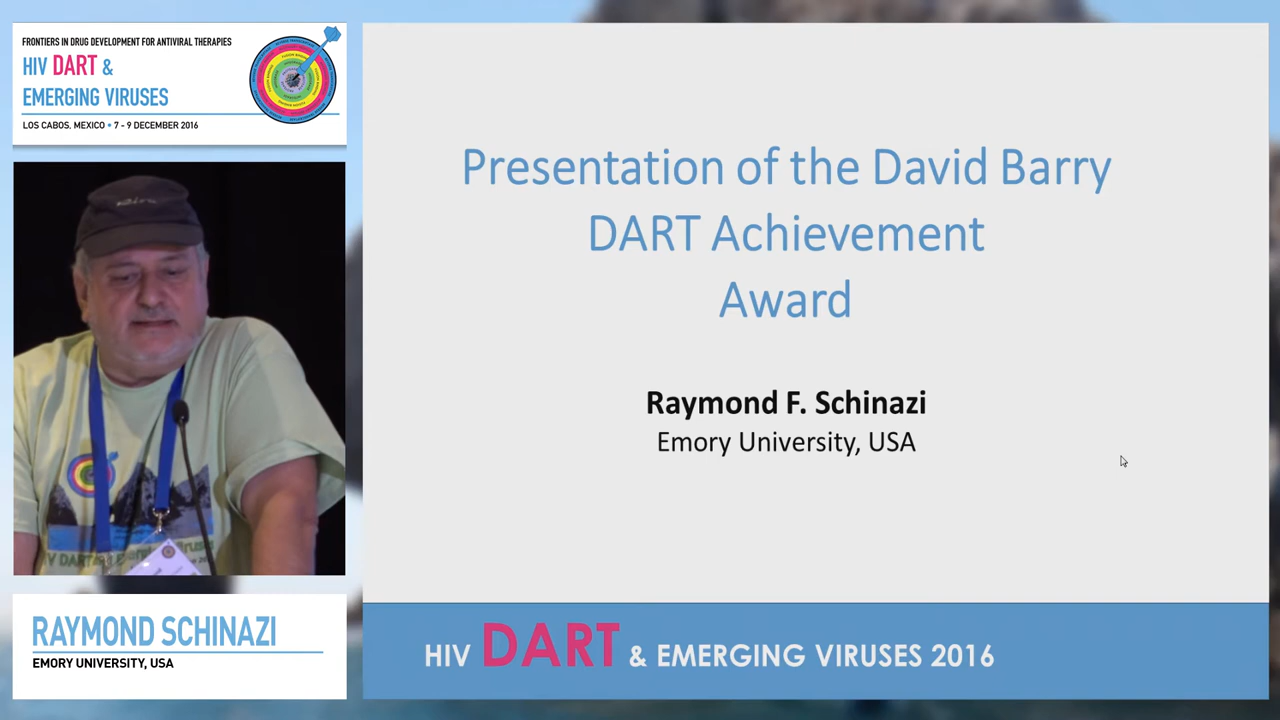 FRONTIERS IN DRUG DEVELOPMENT FOR ANTIVIRAL THERAPIES
HIV DART &
EMERGING VIRUSES
LOS CABOS, MEXICO • 7 - 9 DECEMBER 2016
RAYMOND SCHINAZI
EMORY UNIVERSITY, USA
Presentation of the David Barry
DART Achievement
Award
Raymond F. Schinazi
Emory University, USA
HIV DART & EMERGING VIRUSES 2016